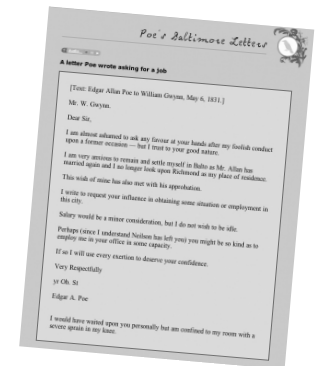 Poe's Baltimore Letters
A letter Poe wrote asking for a job
[Text: Edgar Allan Poe to William Gwynn, May 6, 1831.]
Mr. W. Gwynn.
Dear Sir,
I am almost ashamed to ask any favour at your hands after my foolish conduct
upon a former occasion — but I trust to your good nature.
I am very anxious to remain and settle myself in Balto as Mr. Allan has
married again and I no longer look upon Richmond as my place of residence.
This wish of mine has also met with his approbation.
I write to request your influence in obtaining some situation or employment in
this city.
Salary would be a minor consideration, but I do not wish to be idle.
Perhaps (since I understand Neilson has left you) you might be so kind as to
employ me in your office in some capacity.
If so I will use every exertion to deserve your confidence.
Very Respectfully
yr Ob. St
Edgar A. Poe
I would have waited upon you personally but am confined to my room with a
severe sprain in my knee.